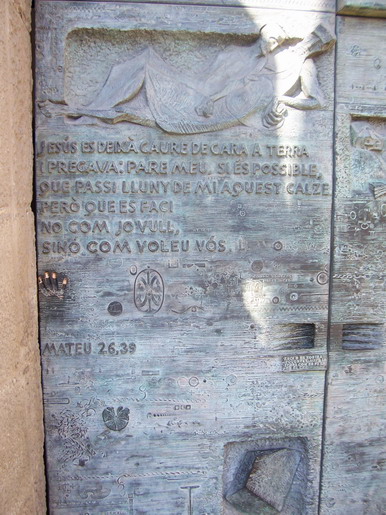 JESÚS ES DEIXÀ CAURE DE CARA A TERRA
I PREGAVA: PARE MEU, SI ÉS POSSIBLE,
QUE PASSI LLUNY DE MI AQUEST CALZE
PERÒ QUE ES FACI
NO COM JO VULL,
SINÓ COM VOLEU VÓS,
MATEU 26,39